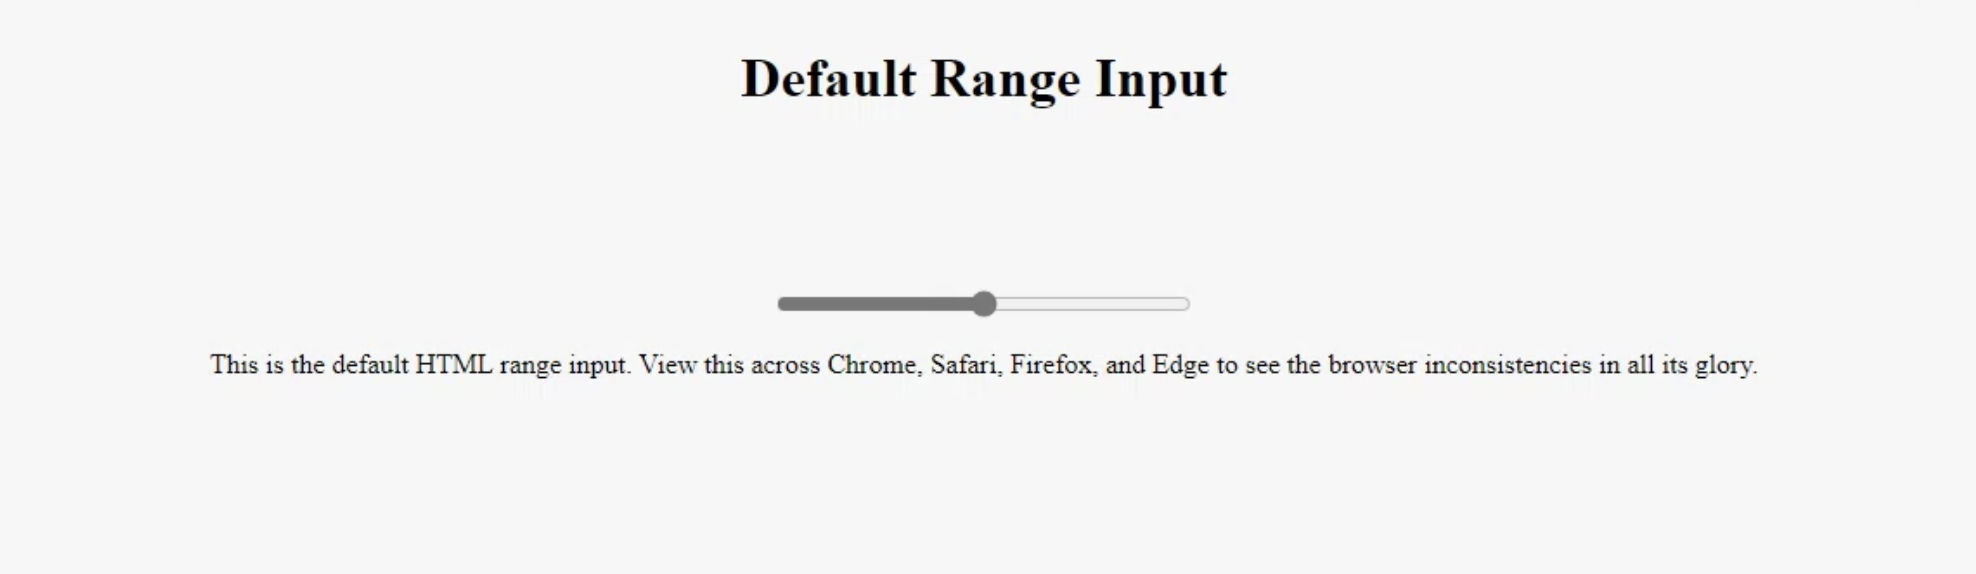 Default Range Input
This is the default HTML range input. View this across Chrome, Safari, Firefox, and Edge to see the browser inconsistencies in all its glory.